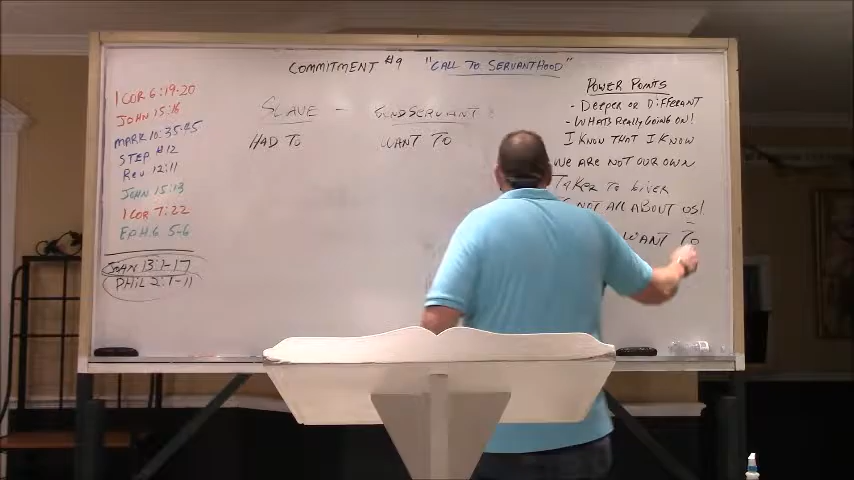 COMMITMENT #9 "CALL TO SERVANTHOOD"
1 COR 6:19-20
JOHN 15:16
MARK 10:35-45
STEP #12
REV 12:11
JOHN 15:13
1 COR 7:22
EPH. 6 5-6
JOHN 13:1-17
PHIL 2:1-11
SLAVE - BONDSERVANT
HAD TO WANT TO
POWER POINTS
- DEEPER OR DIFFERENT
- WHATS REALLY GOING ON!
I KNOW THAT I KNOW
WE ARE NOT OUR OWN
TAKER TO GIVER
NOT ALL ABOUT US!
WANT TO